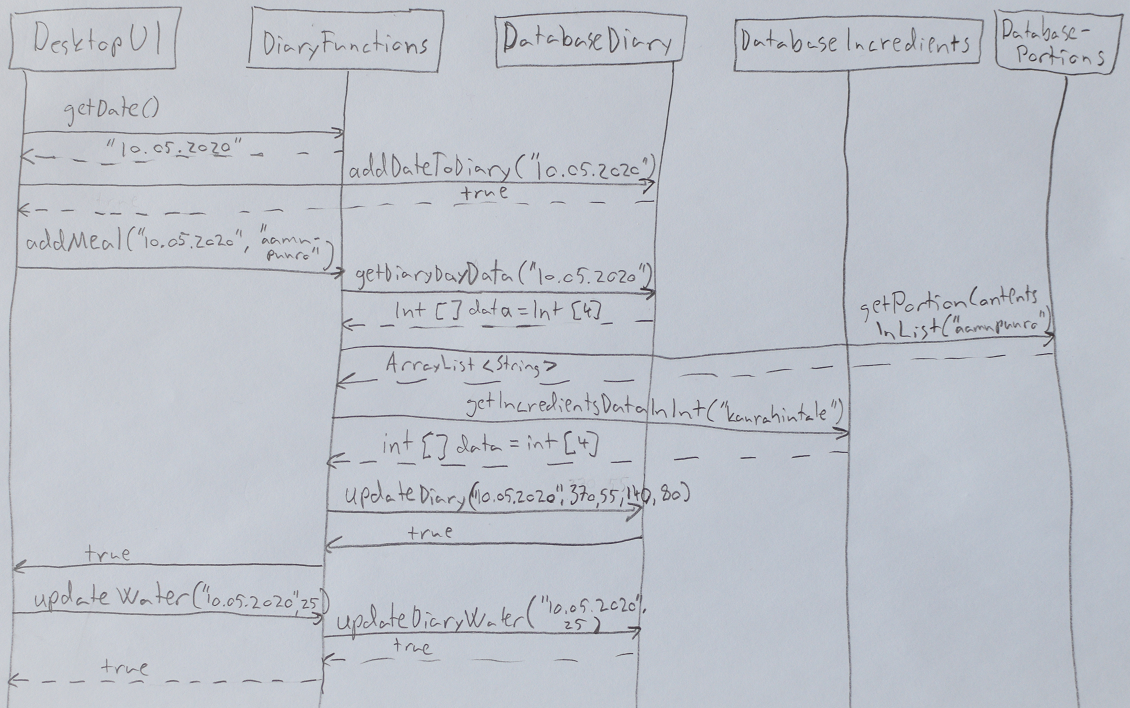 DesktopUI
DiaryFunctions
DatabaseDiary
DatabaseIncredients
Database-
Portions
getDate()
"10.05.2020"
addDateToDiary("10.05.2020")
true
addMeal("10.05.2020", "aamu-
puuro")
getDiaryDayData("10.05.2020")
Int [] data = Int [4]
getPortionContents
InList("aamupuuro")
ArrayList <String>
getIncredientsDataInInt("kaurahiutale")
int [] data = int [4]
updateDiary("10.05.2020", 370, 55, 140, 80)
true
true
updateWater("10.05.2020", 25)
updateDiaryWater("10.05.2020",
25)
true
true